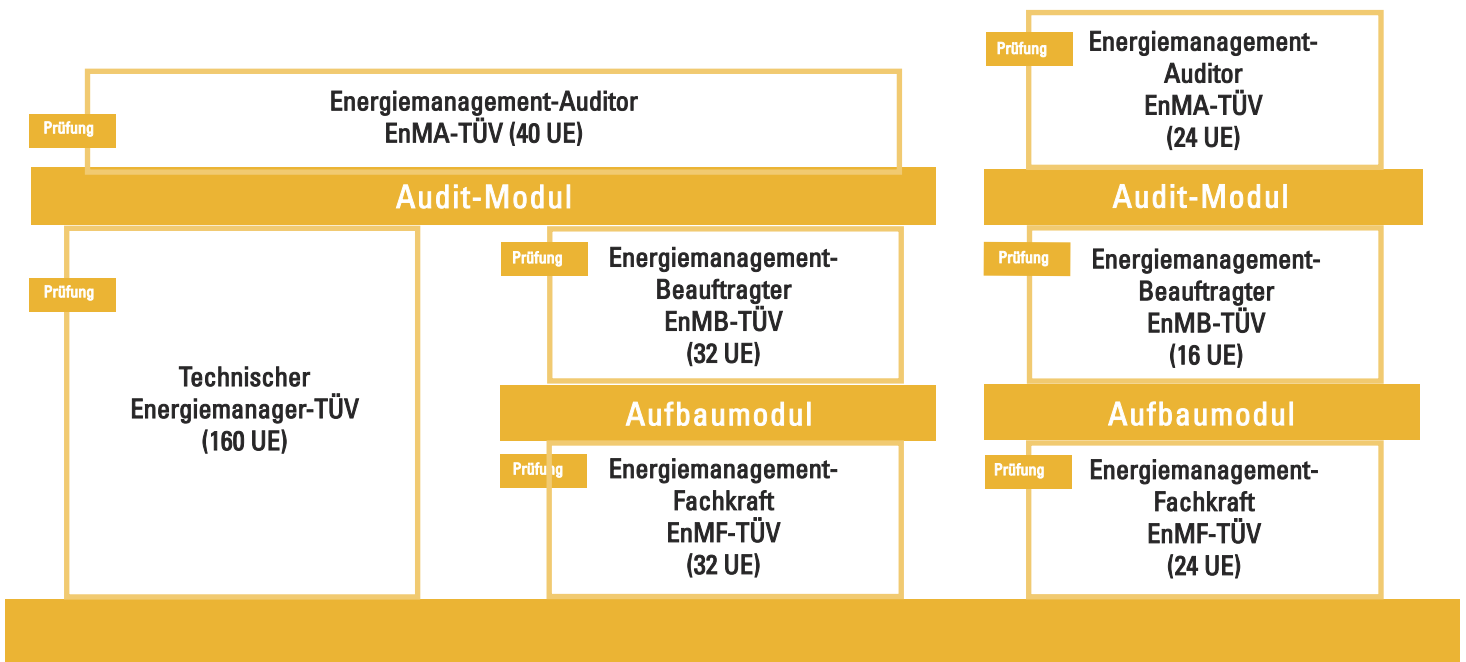 Prüfung
Energiemanagement-Auditor
EnMA-TÜV (40 UE)
Audit-Modul
Prüfung
Technischer
Energiemanager-TÜV
(160 UE)
Prüfung
Energiemanagement-
Beauftragter
EnMB-TÜV
(32 UE)
Aufbaumodul
Prüfung
Energiemanagement-
Fachkraft
EnMF-TÜV
(32 UE)
Prüfung
Energiemanagement-
Auditor
EnMA-TÜV
(24 UE)
Audit-Modul
Prüfung
Energiemanagement-
Beauftragter
EnMB-TÜV
(16 UE)
Aufbaumodul
Prüfung
Energiemanagement-
Fachkraft
EnMF-TÜV
(24 UE)